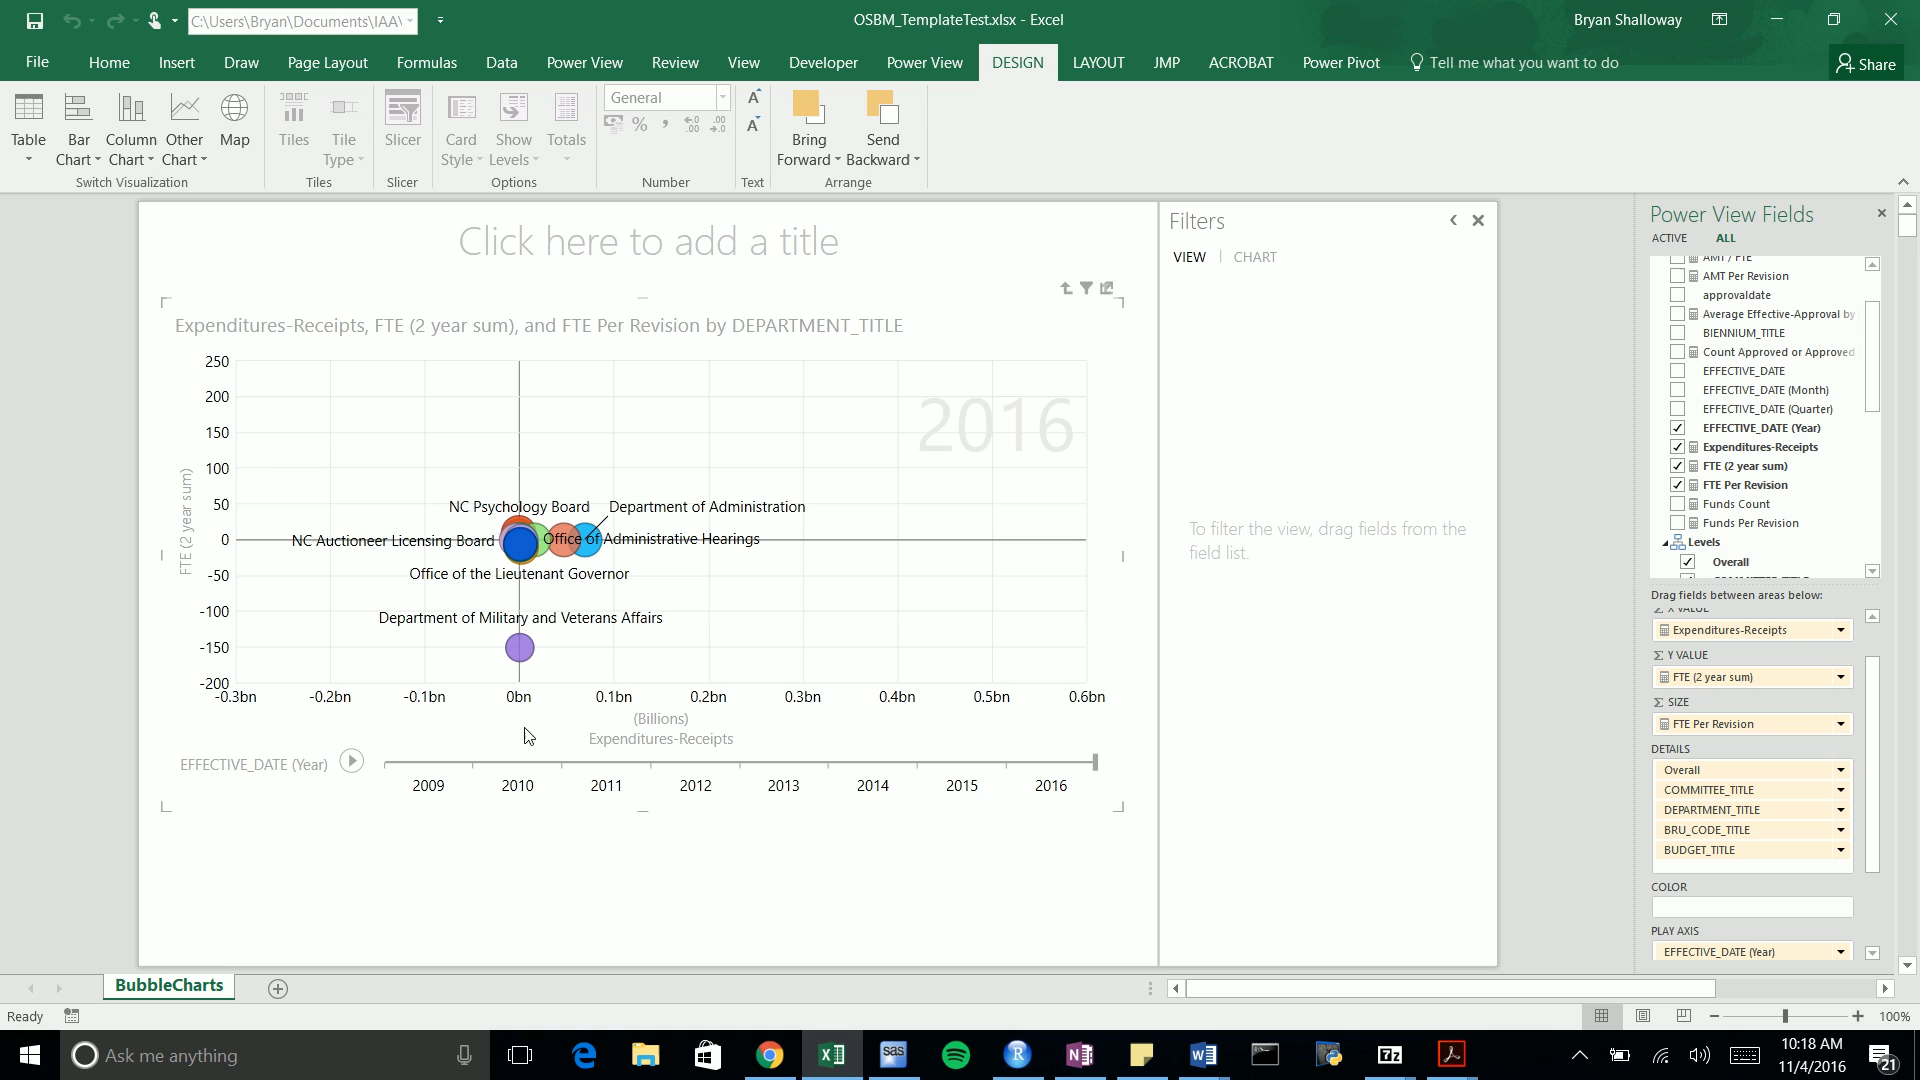 C:\Users\Bryan\Documents\IAA\
OSBM_TemplateTest.xlsx - Excel
Bryan Shalloway
File Home Insert Draw Page Layout Formulas Data Power View Review View Developer Power View DESIGN LAYOUT JMP ACROBAT Power Pivot Tell me what you want to do Share
General
Table Bar Column Other Map Tiles Tile Slicer Card Show Totals Bring Send
Chart Chart Chart Type Style Levels Forward Backward
Switch Visualization Tiles Slicer Options Number Text Arrange
Click here to add a title
Expenditures-Receipts, FTE (2 year sum), and FTE Per Revision by DEPARTMENT_TITLE
2016
FTE (2 year sum)
250
200
150
100
50
0
-50
-100
-150
-200
NC Psychology Board Department of Administration
NC Auctioneer Licensing Board Office of Administrative Hearings
Office of the Lieutenant Governor
Department of Military and Veterans Affairs
-0.3bn -0.2bn -0.1bn 0bn 0.1bn 0.2bn 0.3bn 0.4bn 0.5bn 0.6bn
(Billions)
Expenditures-Receipts
EFFECTIVE_DATE (Year)
2009 2010 2011 2012 2013 2014 2015 2016
Filters
VIEW | CHART
To filter the view, drag fields from the
field list.
Power View Fields
ACTIVE ALL
AMT / FTE
AMT Per Revision
approvaldate
Average Effective-Approval by
BIENNIUM_TITLE
Count Approved or Approved
EFFECTIVE_DATE
EFFECTIVE_DATE (Month)
EFFECTIVE_DATE (Quarter)
EFFECTIVE_DATE (Year)
Expenditures-Receipts
FTE (2 year sum)
FTE Per Revision
Funds Count
Funds Per Revision
Levels
Overall
Drag fields between areas below:
Σ X VALUE
Expenditures-Receipts
Σ Y VALUE
FTE (2 year sum)
Σ SIZE
FTE Per Revision
DETAILS
Overall
COMMITTEE_TITLE
DEPARTMENT_TITLE
BRU_CODE_TITLE
BUDGET_TITLE
COLOR
PLAY AXIS
EFFECTIVE_DATE (Year)
BubbleCharts
Ready
100%
Ask me anything
10:18 AM
11/4/2016
21